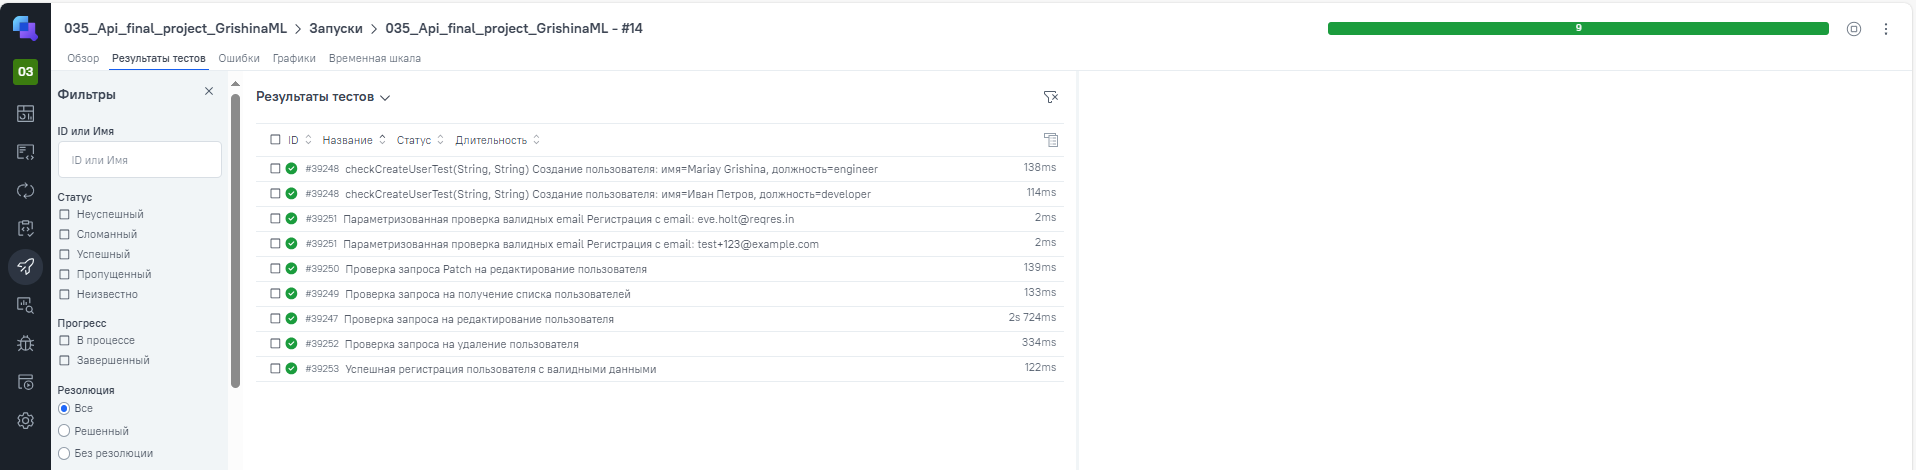 035_Api_final_project_GrishinaML > Запуски > 035_Api_final_project_GrishinaML - #14
9
Обзор Результаты тестов Ошибки Графики Временная шкала
03
Фильтры
ID или Имя
ID или Имя
Статус
Неуспешный
Сломанный
Успешный
Пропущенный
Неизвестно
Прогресс
В процессе
Завершенный
Резолюция
Все
Решенный
Без резолюции
Результаты тестов
ID Название Статус Длительность
#39248 checkCreateUserTest(String, String) Создание пользователя: имя=Mariay Grishina, должность=engineer 138ms
#39248 checkCreateUserTest(String, String) Создание пользователя: имя=Иван Петров, должность=developer 114ms
#39251 Параметризованная проверка валидных email Регистрация с email: eve.holt@reqres.in 2ms
#39251 Параметризованная проверка валидных email Регистрация с email: test+123@example.com 2ms
#39250 Проверка запроса Patch на редактирование пользователя 139ms
#39249 Проверка запроса на получение списка пользователей 133ms
#39247 Проверка запроса на редактирование пользователя 2s 724ms
#39252 Проверка запроса на удаление пользователя 334ms
#39253 Успешная регистрация пользователя с валидными данными 122ms